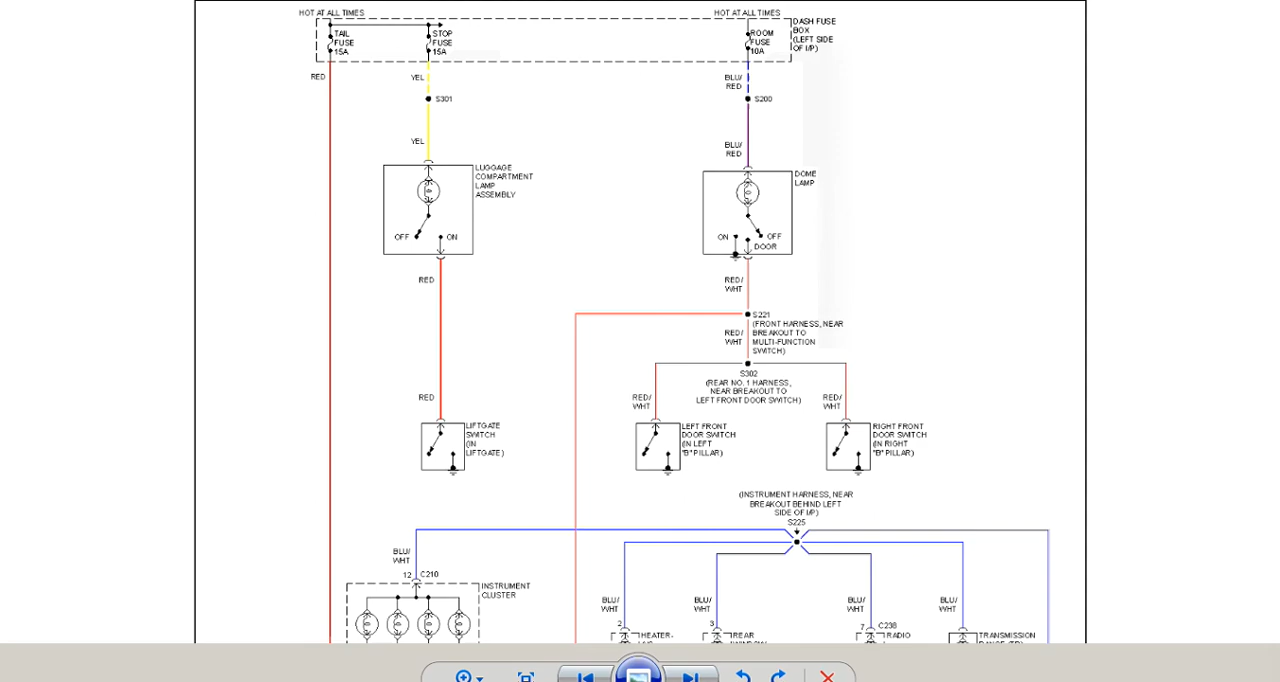 HOT AT ALL TIMES
HOT AT ALL TIMES
TAIL
FUSE
15A
STOP
FUSE
15A
ROOM
FUSE
10A
DASH FUSE
BOX
(LEFT SIDE
OF I/P)
RED
YEL
BLU/
RED
S301
S200
YEL
BLU/
RED
LUGGAGE
COMPARTMENT
LAMP
ASSEMBLY
DOME
LAMP
OFF
ON
ON
OFF
DOOR
RED
RED/
WHT
S221
(FRONT HARNESS, NEAR
BREAKOUT TO
MULTI-FUNCTION
SWITCH)
RED/
WHT
S302
(REAR NO. 1 HARNESS,
NEAR BREAKOUT TO
LEFT FRONT DOOR SWITCH)
RED
RED/
WHT
RED/
WHT
LIFTGATE
SWITCH
(IN
LIFTGATE)
LEFT FRONT
DOOR SWITCH
(IN LEFT
"B" PILLAR)
RIGHT FRONT
DOOR SWITCH
(IN RIGHT
"B" PILLAR)
(INSTRUMENT HARNESS, NEAR
BREAKOUT BEHIND LEFT
SIDE OF I/P)
S225
BLU/
WHT
12
C210
INSTRUMENT
CLUSTER
BLU/
WHT
BLU/
WHT
BLU/
WHT
BLU/
WHT
2
3
7
C238
HEATER-
REAR
RADIO
TRANSMISSION